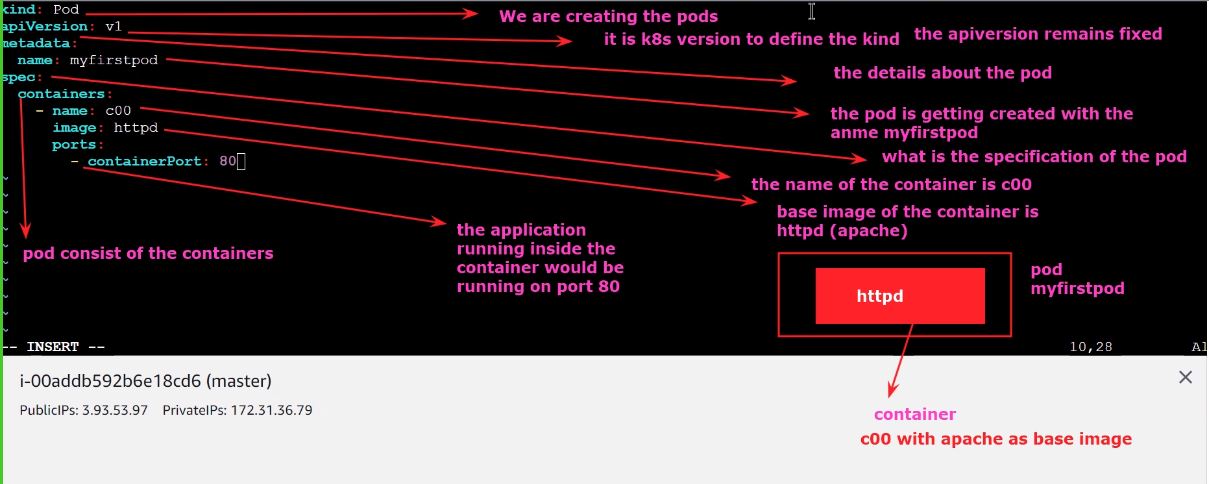 kind: Pod
We are creating the pods
apiVersion: v1
it is k8s version to define the kind
the apiversion remains fixed
metadata:
name: myfirstpod
the details about the pod
spec:
containers:
- name: c00
the pod is getting created with the
anme myfirstpod
image: httpd
ports:
what is the specification of the pod
- containerPort: 80
the name of the container is c00
base image of the container is
httpd (apache)
the application
running inside the
container would be
running on port 80
pod consist of the containers
pod
myfirstpod
httpd
~
~
~
~
~
~
~
~
~
-- INSERT --
10,28
Al
i-00addb592b6e18cd6 (master)
PublicIPs: 3.93.53.97 PrivateIPs: 172.31.36.79
container
c00 with apache as base image